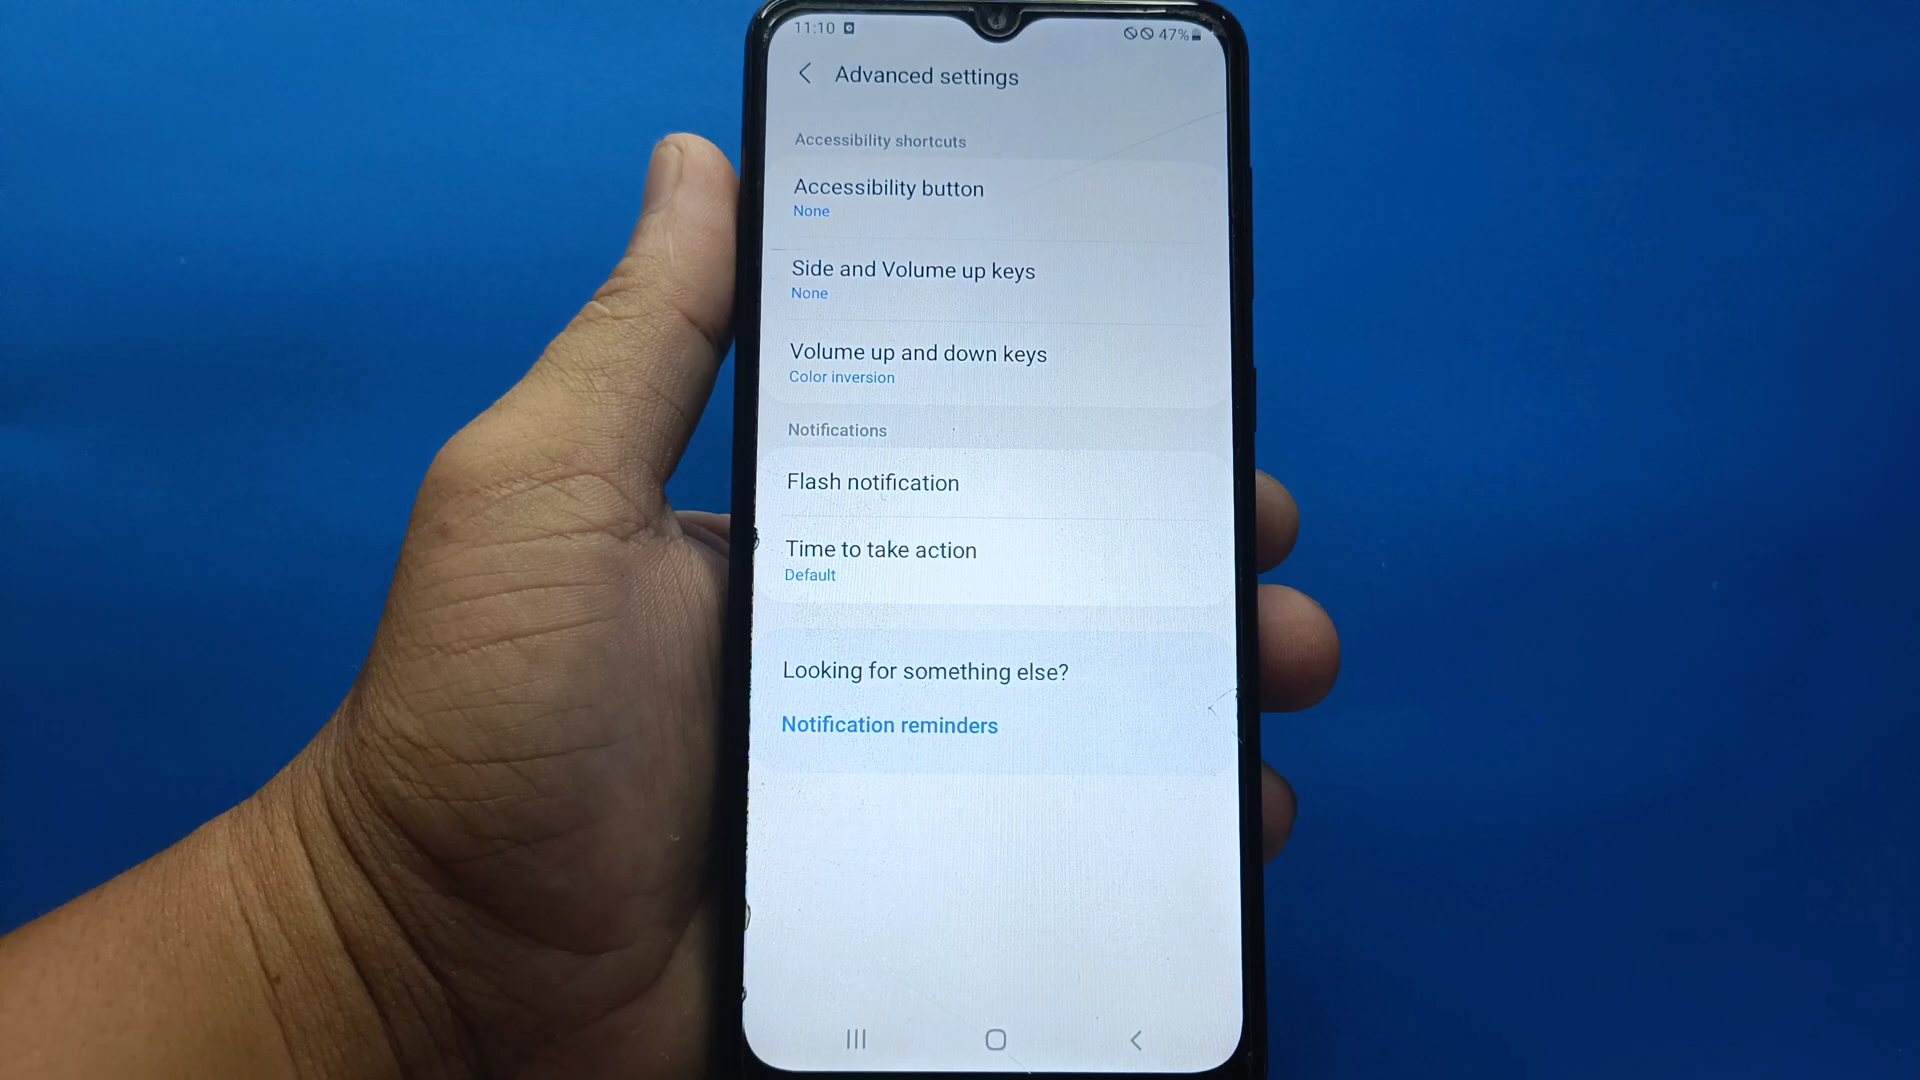 11:10
47%
Advanced settings
Accessibility shortcuts
Accessibility button
None
Side and Volume up keys
None
Volume up and down keys
Color inversion
Notifications
Flash notification
Time to take action
Default
Looking for something else?
Notification reminders